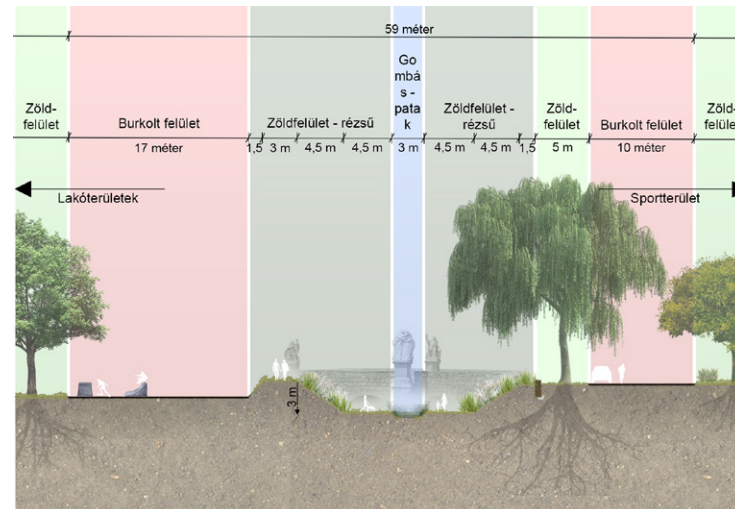 59 méter
Go
mbá
s -
pata
k
Zöld-
felület
Burkolt felület
Zöldfelület - rézsű
Zöldfelület -
rézsű
Zöld-
felület
Burkolt felület
Zöld-
felület
17 méter
1,5
3 m
4,5 m
4,5 m
3 m
4,5 m
4,5 m
1,5
5 m
10 méter
Lakóterületek
Sportterület
3 m